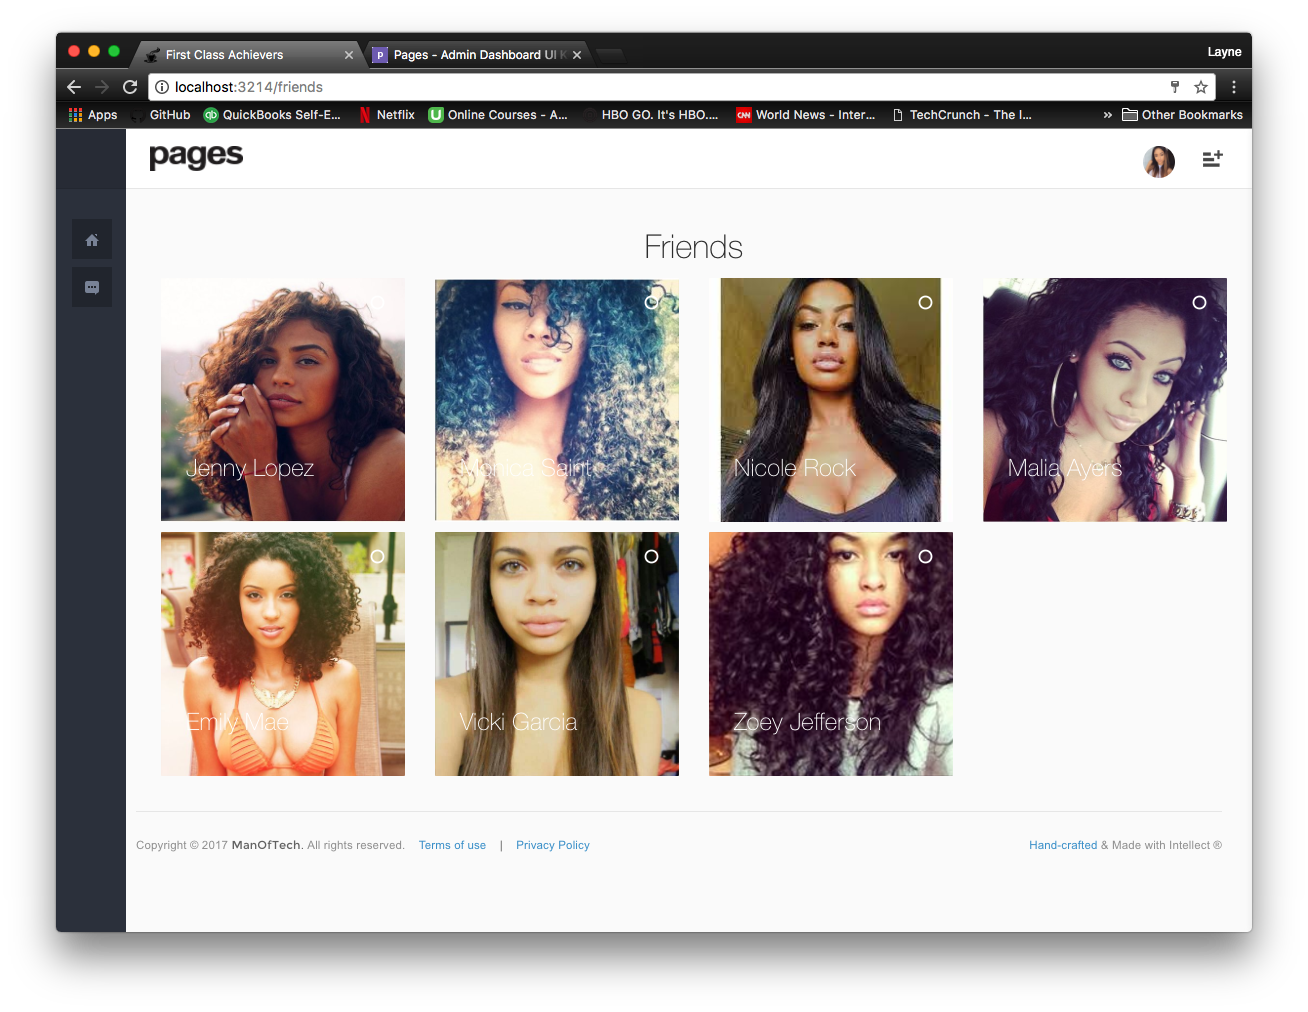 First Class Achievers
Pages - Admin Dashboard UI K
Layne
localhost:3214/friends
Apps
GitHub
QuickBooks Self-E...
Netflix
Online Courses - A...
HBO GO. It's HBO....
World News - Inter...
TechCrunch - The I...
» Other Bookmarks
pages
Friends
Jenny Lopez
Monica Saint
Nicole Rock
Malia Ayers
Emily Mae
Vicki Garcia
Zoey Jefferson
Copyright © 2017 ManOfTech. All rights reserved. Terms of use | Privacy Policy
Hand-crafted & Made with Intellect ®